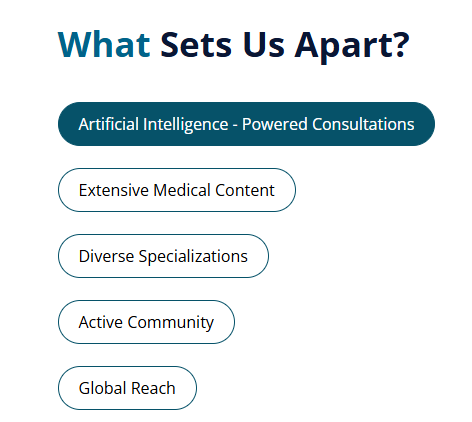 What Sets Us Apart?
Artificial Intelligence - Powered Consultations
Extensive Medical Content
Diverse Specializations
Active Community
Global Reach